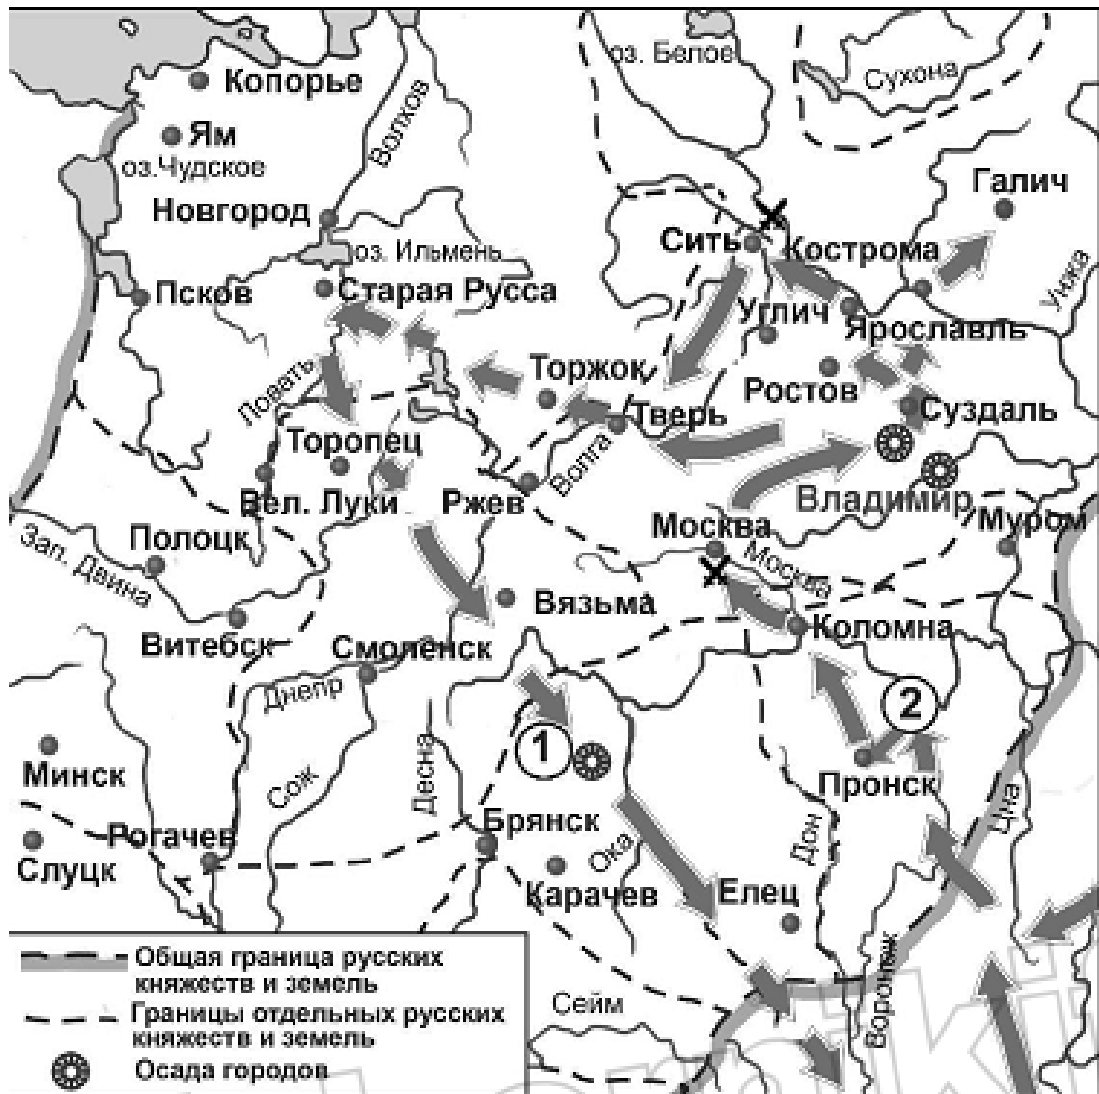 Копорье
оз. Белое
Сухона
Ям
Волхов
оз.Чудское
Галич
Новгород
Сить
Кострома
оз. Ильмень
Унжа
Псков
Старая Русса
Углич
Ярославль
Торжок
Ловать
Ростов
Тверь
Суздаль
Торопец
Волга
Вел. Луки
Ржев
Владимир
Москва
Муром
Полоцк
Зап. Двина
Москва
Вязьма
Коломна
Витебск
Смоленск
Днепр
2
1
Минск
Десна
Сож
Пронск
Цна
Брянск
Рогачев
Ока
Дон
Слуцк
Карачев
Елец
Воронеж
Сейм
Общая граница русских
княжеств и земель
Границы отдельных русских
княжеств и земель
Осада городов